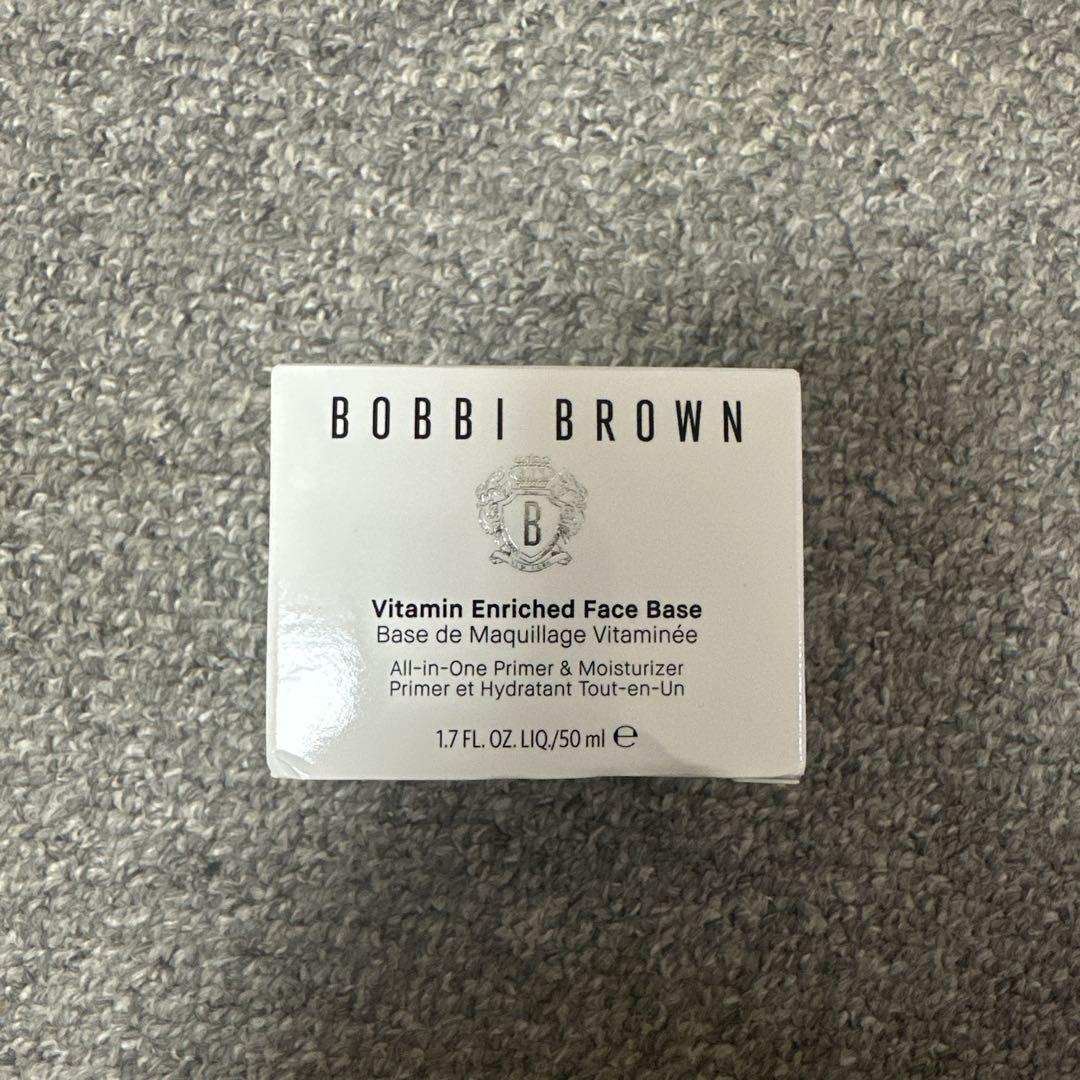 BOBBI BROWN
B
Vitamin Enriched Face Base
Base de Maquillage Vitaminée
All-in-One Primer & Moisturizer
Primer et Hydratant Tout-en-Un
1.7 FL. OZ. LIQ./50 ml ℮